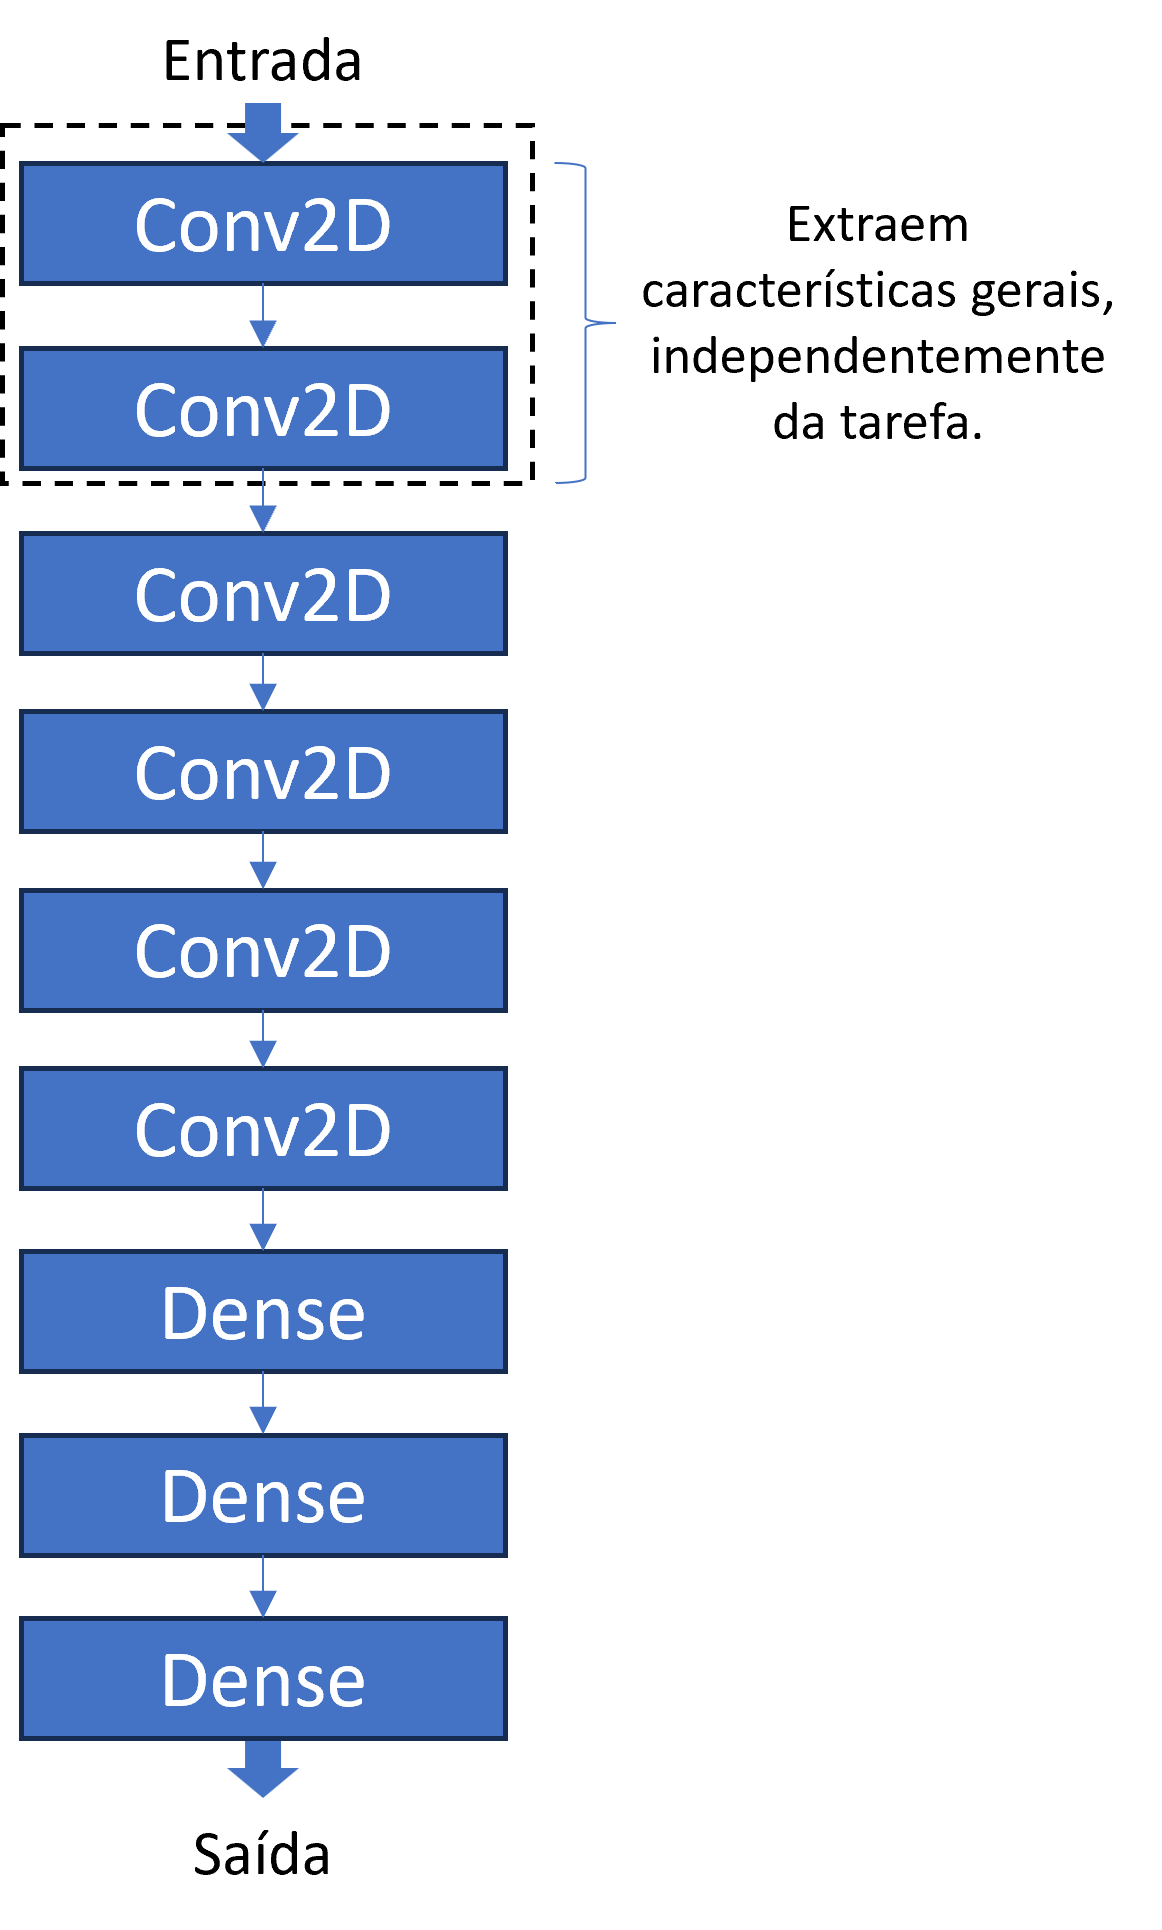 Entrada
Conv2D
Extraem
características gerais,
independentemente
da tarefa.
Conv2D
Conv2D
Conv2D
Conv2D
Conv2D
Dense
Dense
Dense
Saída